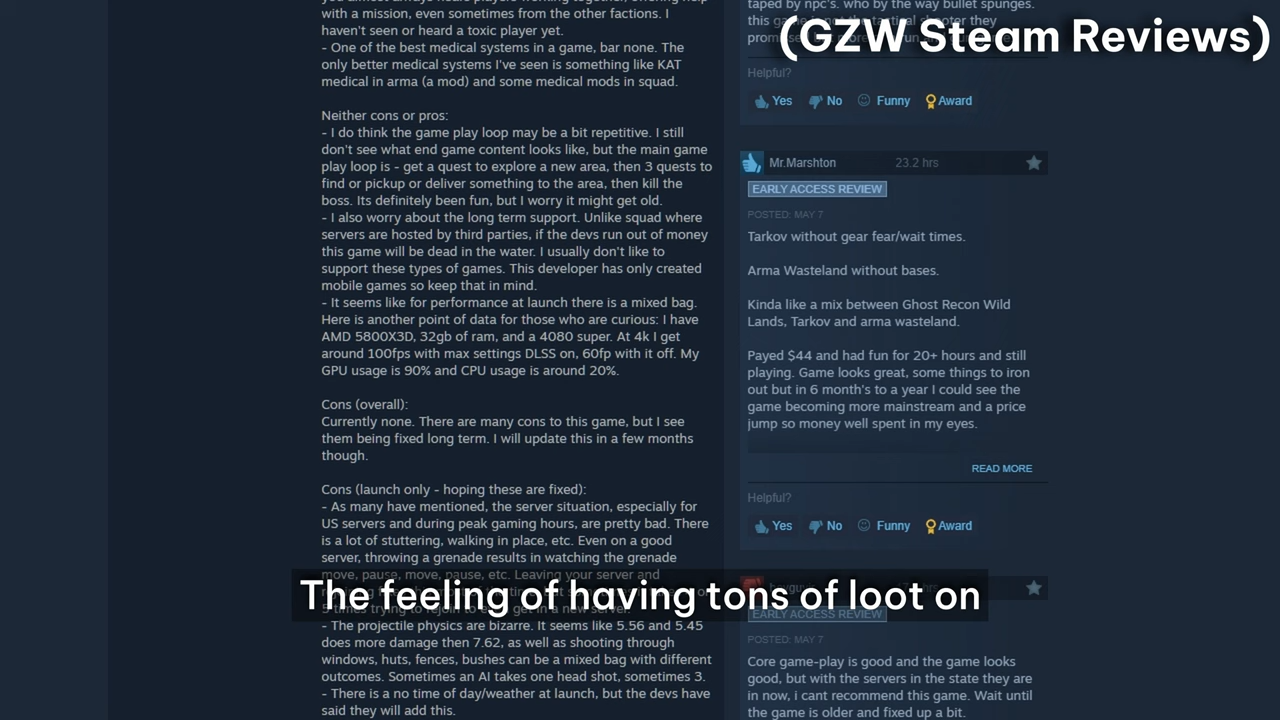 you almost always hear players working together, offering help
with a mission, even sometimes from the other factions. I
haven't seen or heard a toxic player yet.
- One of the best medical systems in a game, bar none. The
only better medical systems I've seen is something like KAT
medical in arma (a mod) and some medical mods in squad.
Neither cons or pros:
- I do think the game play loop may be a bit repetitive. I still
don't see what end game content looks like, but the main game
play loop is - get a quest to explore a new area, then 3 quests to
find or pickup or deliver something to the area, then kill the
boss. Its definitely been fun, but I worry it might get old.
- I also worry about the long term support. Unlike squad where
servers are hosted by third parties, if the devs run out of money
this game will be dead in the water. I usually don't like to
support these types of games. This developer has only created
mobile games so keep that in mind.
- It seems like for performance at launch there is a mixed bag.
Here is another point of data for those who are curious: I have
AMD 5800X3D, 32gb of ram, and a 4080 super. At 4k I get
around 100fps with max settings DLSS on, 60fp with it off. My
GPU usage is 90% and CPU usage is around 20%.
Cons (overall):
Currently none. There are many cons to this game, but I see
them being fixed long term. I will update this in a few months
though.
Cons (launch only - hoping these are fixed):
- As many have mentioned, the server situation, especially for
US servers and during peak gaming hours, are pretty bad. There
is a lot of stuttering, walking in place, etc. Even on a good
server, throwing a grenade results in watching the grenade
move, pause, move, pause, etc. Leaving your server and
5 times trying to rejoin to get in a new server.
- The projectile physics are bizarre. It seems like 5.56 and 5.45
does more damage then 7.62, as well as shooting through
windows, huts, fences, bushes can be a mixed bag with different
outcomes. Sometimes an AI takes one head shot, sometimes 3.
- There is a no time of day/weather at launch, but the devs have
said they will add this.
taped by npc's. who by the way bullet spunges.
this game is not the tactical shooter they
(GZW Steam Reviews)
Helpful?
Yes No Funny Award
Mr.Marshton 23.2 hrs
EARLY ACCESS REVIEW
POSTED: MAY 7
Tarkov without gear fear/wait times.
Arma Wasteland without bases.
Kinda like a mix between Ghost Recon Wild
Lands, Tarkov and arma wasteland.
Payed $44 and had fun for 20+ hours and still
playing. Game looks great, some things to iron
out but in 6 month's to a year I could see the
game becoming more mainstream and a price
jump so money well spent in my eyes.
READ MORE
Helpful?
Yes No Funny Award
hrs
EARLY ACCESS REVIEW
POSTED: MAY 7
Core game-play is good and the game looks
good, but with the servers in the state they are
in now, i cant recommend this game. Wait until
the game is older and fixed up a bit.
The feeling of having tons of loot on